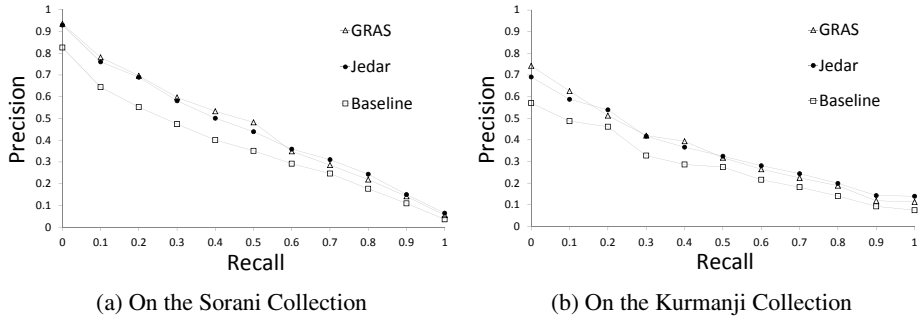 1
0.9
0.8
0.7
0.6
0.5
0.4
0.3
0.2
0.1
0
Precision
GRAS
Jedar
Baseline
0 0.1 0.2 0.3 0.4 0.5 0.6 0.7 0.8 0.9 1
Recall
(a) On the Sorani Collection
1
0.9
0.8
0.7
0.6
0.5
0.4
0.3
0.2
0.1
0
Precision
GRAS
Jedar
Baseline
0 0.1 0.2 0.3 0.4 0.5 0.6 0.7 0.8 0.9 1
Recall
(b) On the Kurmanji Collection